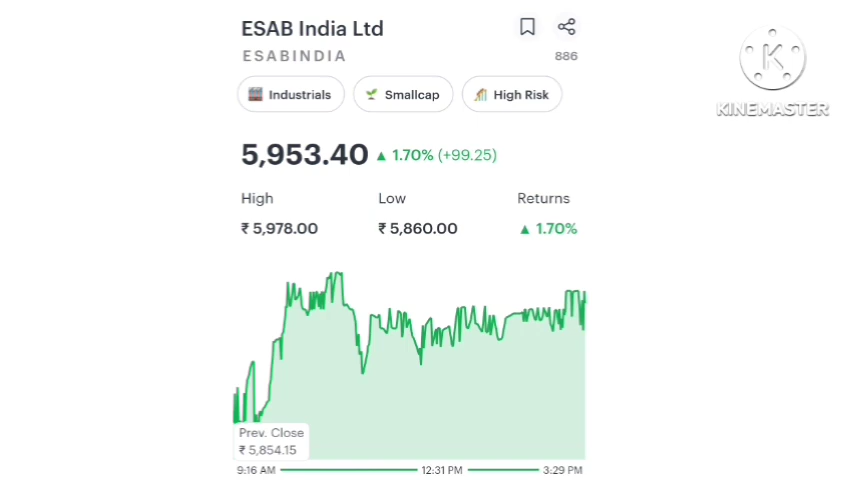 ESAB India Ltd
ESABINDIA 886
Industrials Smallcap High Risk
K
KINEMASTER
5,953.40 ▲ 1.70% (+99.25)
High Low Returns
₹ 5,978.00 ₹ 5,860.00 ▲ 1.70%
Prev. Close
₹ 5,854.15
9:16 AM 12:31 PM 3:29 PM